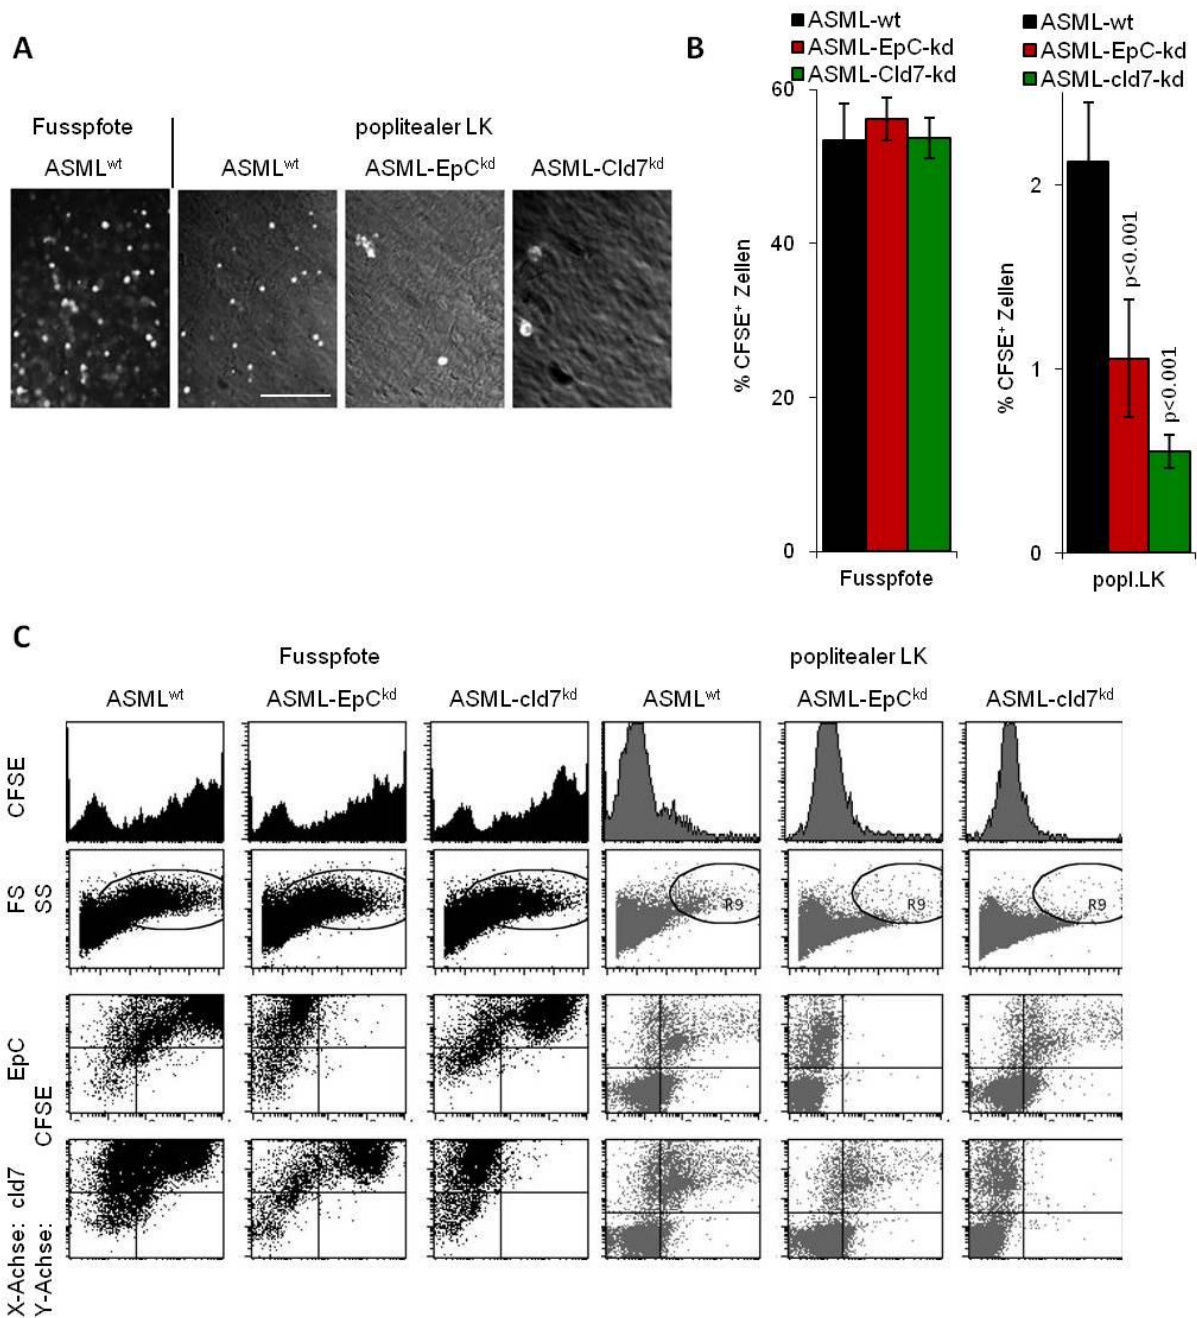 A
Fusspfote
poplitealer LK
ASMLwt
ASMLwt
ASML-EpCkd
ASML-Cld7kd
B
ASML-wt
ASML-EpC-kd
ASML-Cld7-kd
60
40
20
0
% CFSE+ Zellen
Fusspfote
ASML-wt
ASML-EpC-kd
ASML-cld7-kd
2
1
0
% CFSE+ Zellen
p<0.001
p<0.001
popl.LK
C
Fusspfote
poplitealer LK
ASMLwt
ASML-EpCkd
ASML-cld7kd
ASMLwt
ASML-EpCkd
ASML-cld7kd
CFSE
FS
SS
R9
R9
R9
EpC
CFSE
X-Achse: cld7
Y-Achse: